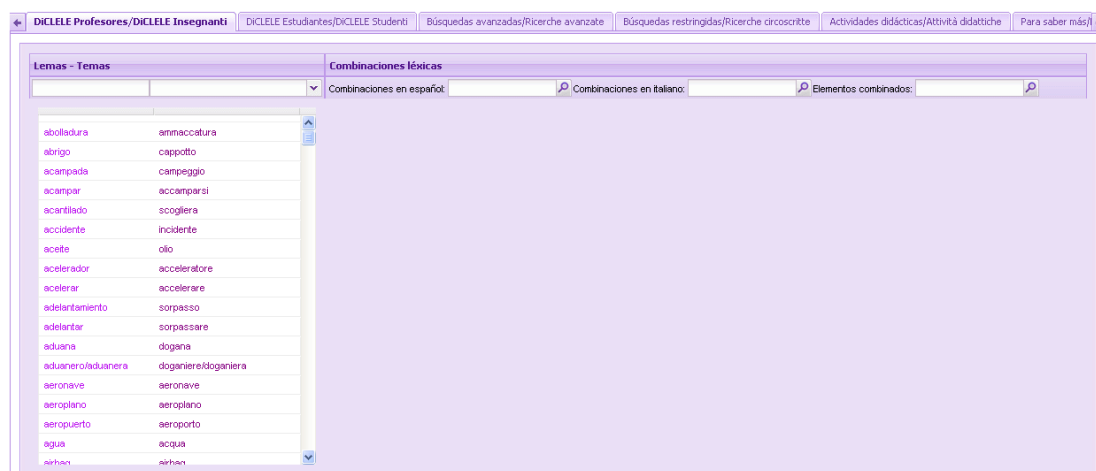 DiCLELE Profesores/DiCLELE Insegnanti DiCLELE Estudiantes/DiCLELE Studenti Búsquedas avanzadas/Ricerche avanzate Búsquedas restringidas/Ricerche circoscritte Actividades didácticas/Attività didattiche Para saber más/
Lemas - Temas Combinaciones léxicas
Combinaciones en español: Combinaciones en italiano: Elementos combinados:
abolladura ammaccatura
abrigo cappotto
acampada campeggio
acampar accamparsi
acantilado scogliera
accidente incidente
aceite olio
acelerador acceleratore
acelerar accelerare
adelantamiento sorpasso
adelantar sorpassare
aduana dogana
aduanero/aduanera doganiere/doganiera
aeronave aeronave
aeroplano aeroplano
aeropuerto aeroporto
agua acqua
airbag airbag